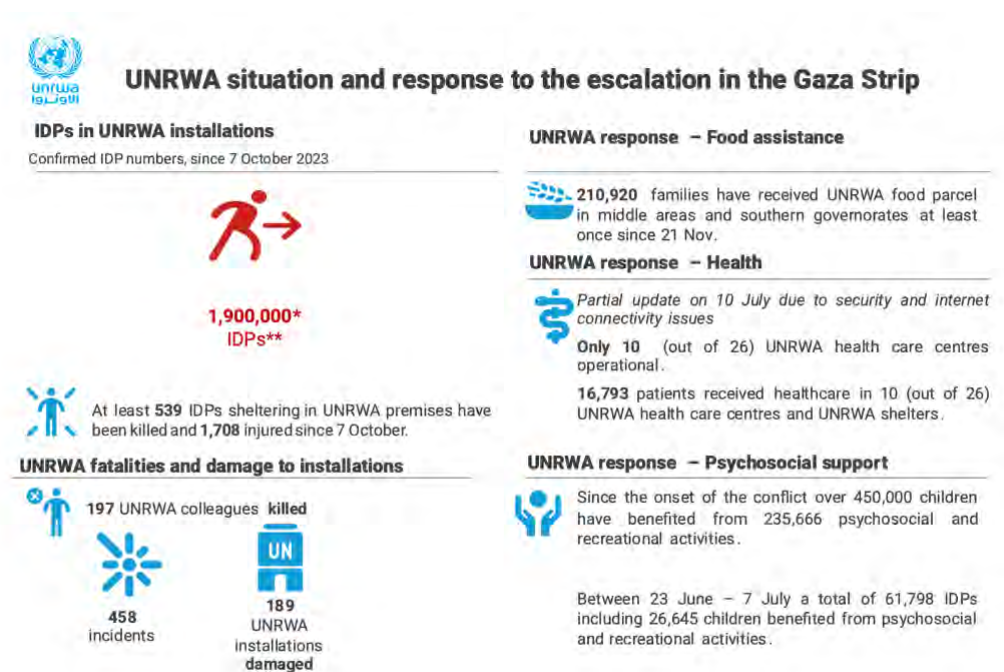 unrwa
الأونروا
UNRWA situation and response to the escalation in the Gaza Strip
IDPs in UNRWA installations
Confirmed IDP numbers, since 7 October 2023
1,900,000*
IDPs**
At least 539 IDPs sheltering in UNRWA premises have
been killed and 1,708 injured since 7 October.
UNRWA fatalities and damage to installations
197 UNRWA colleagues killed
458
incidents
UN
189
UNRWA
installations
damaged
UNRWA response – Food assistance
210,920 families have received UNRWA food parcel
in middle areas and southern governorates at least
once since 21 Nov.
UNRWA response – Health
Partial update on 10 July due to security and internet
connectivity issues
Only 10 (out of 26) UNRWA health care centres
operational.
16,793 patients received healthcare in 10 (out of 26)
UNRWA health care centres and UNRWA shelters.
UNRWA response – Psychosocial support
Since the onset of the conflict over 450,000 children
have benefited from 235,666 psychosocial and
recreational activities.
Between 23 June – 7 July a total of 61,798 IDPs
including 26,645 children benefited from psychosocial
and recreational activities.